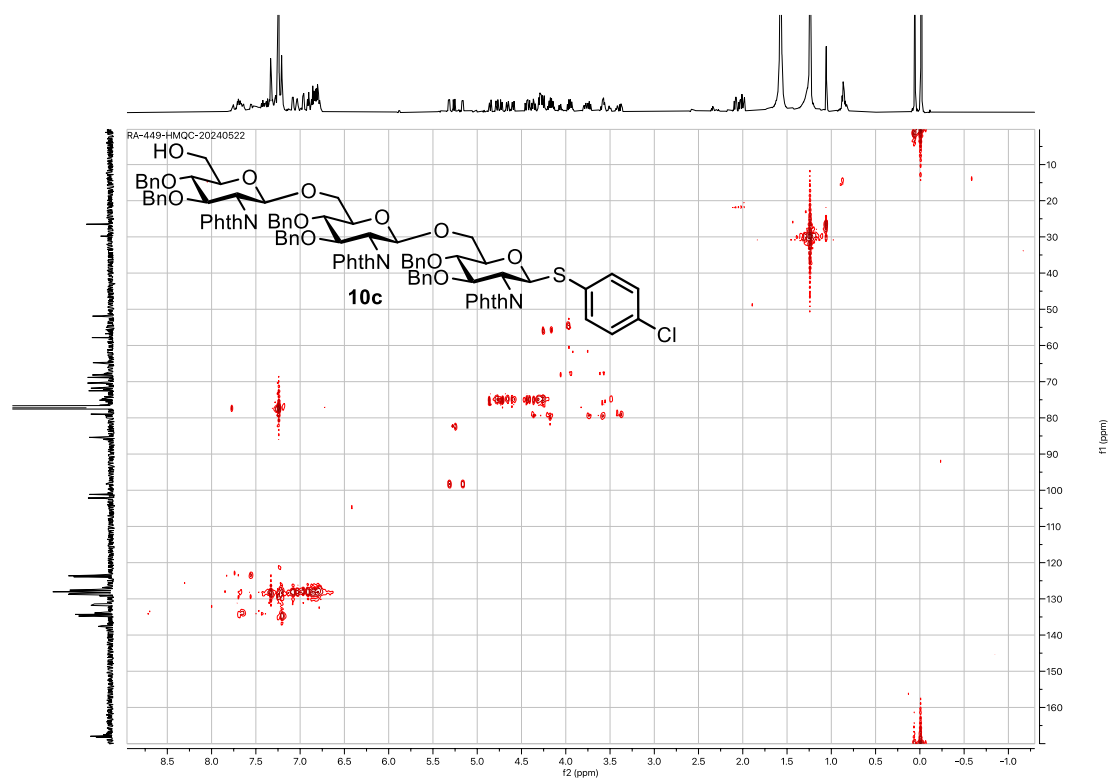 RA-449-HMQC-20240522
HO
BnO
BnO
O
O
PhthN
BnO
BnO
O
O
PhthN
BnO
BnO
O
S
PhthN
Cl
10c
10
20
30
40
50
60
70
80
90
100
110
120
130
140
150
160
f1 (ppm)
8.5 8.0 7.5 7.0 6.5 6.0 5.5 5.0 4.5 4.0 3.5 3.0 2.5 2.0 1.5 1.0 0.5 0.0 −0.5 −1.0
f2 (ppm)